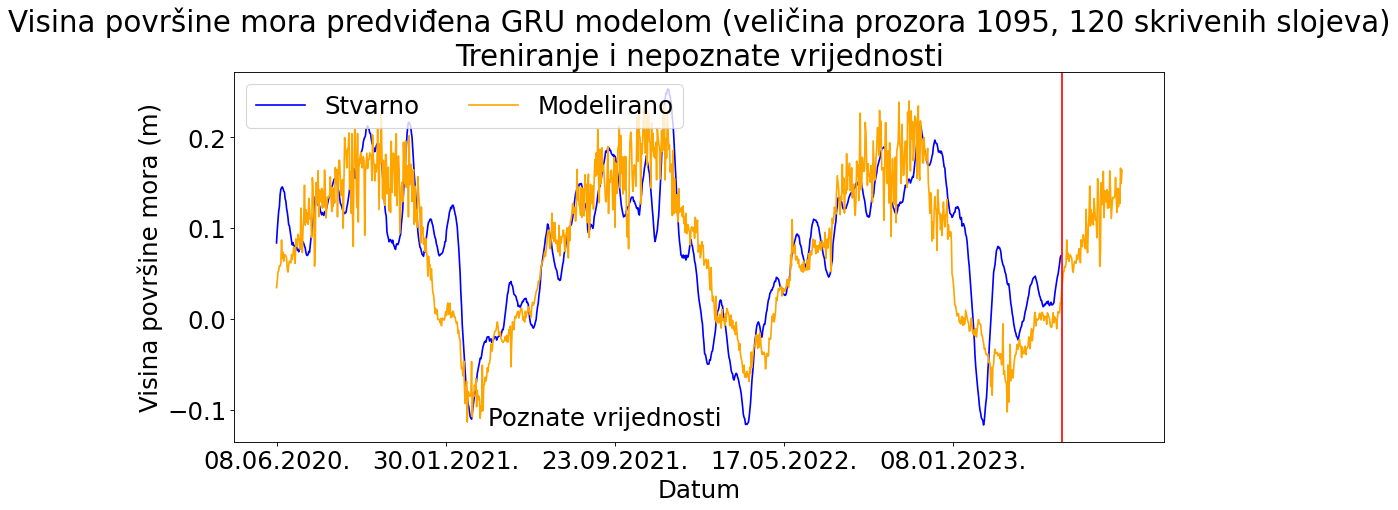 Visina površine mora predviđena GRU modelom (veličina prozora 1095, 120 skrivenih slojeva)
Treniranje i nepoznate vrijednosti
Stvarno Modelirano
Visina površine mora (m)
0.2
0.1
0.0
−0.1
Poznate vrijednosti
08.06.2020. 30.01.2021. 23.09.2021. 17.05.2022. 08.01.2023.
Datum